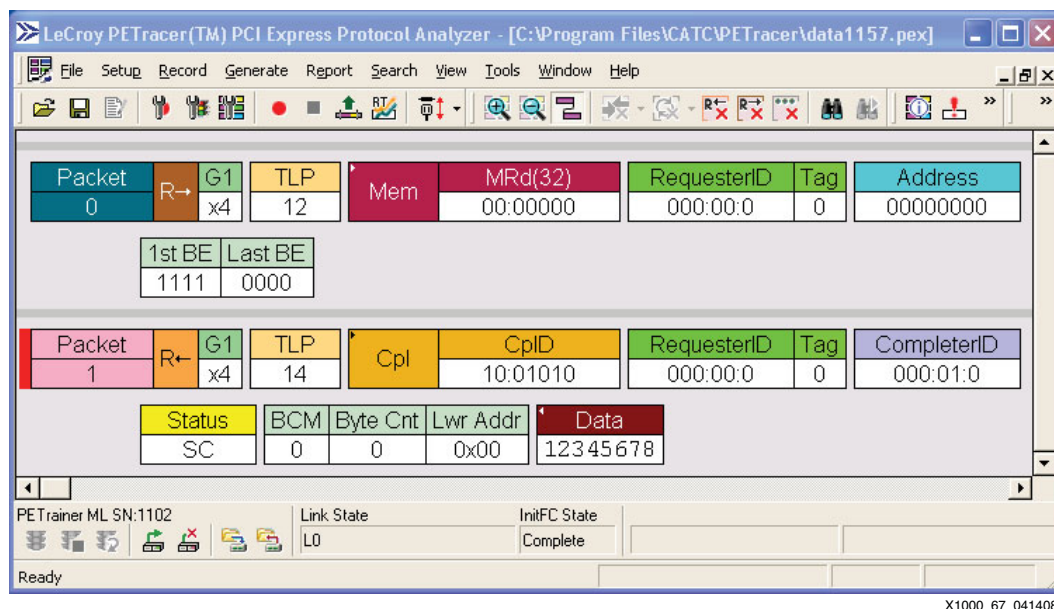 LeCroy PETracer(TM) PCI Express Protocol Analyzer - [C:\Program Files\CATC\PETracer\data1157.pex]
File Setup Record Generate Report Search View Tools Window Help
Packet R→ G1 TLP Mem MRd(32) RequesterID Tag Address
0 x4 12 00:00000 000:00:0 0 00000000
1st BE Last BE
1111 0000
Packet R← G1 TLP Cpl CplD RequesterID Tag CompleterID
1 x4 14 10:01010 000:00:0 0 000:01:0
Status BCM Byte Cnt Lwr Addr Data
SC 0 0 0x00 12345678
PETrainer ML SN:1102 Link State InitFC State
L0 Complete
Ready
X1000_67_041408